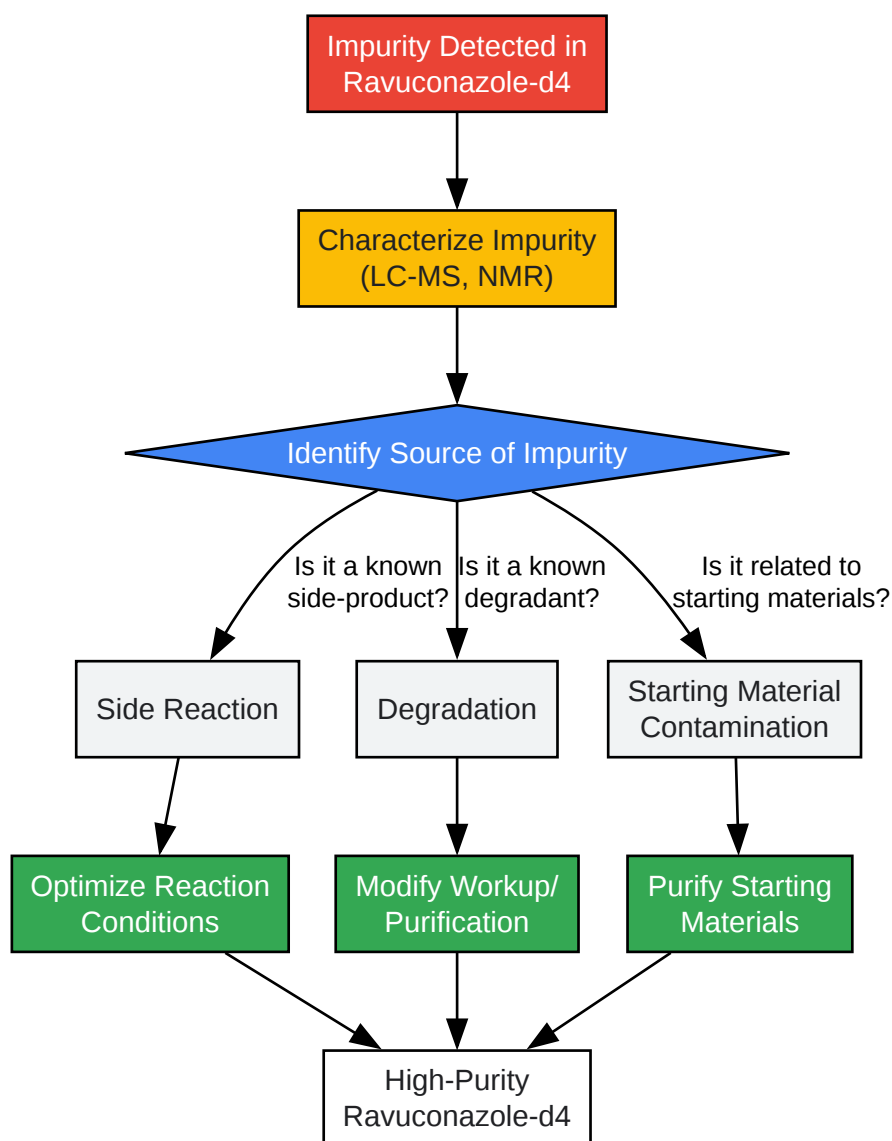 Impurity Detected in
Ravuconazole-d4
Characterize Impurity
(LC-MS, NMR)
Identify Source of Impurity
Is it a known
side-product?
Is it a known
degradant?
Is it related to
starting materials?
Side Reaction
Degradation
Starting Material
Contamination
Optimize Reaction
Conditions
Modify Workup/
Purification
Purify Starting
Materials
High-Purity
Ravuconazole-d4